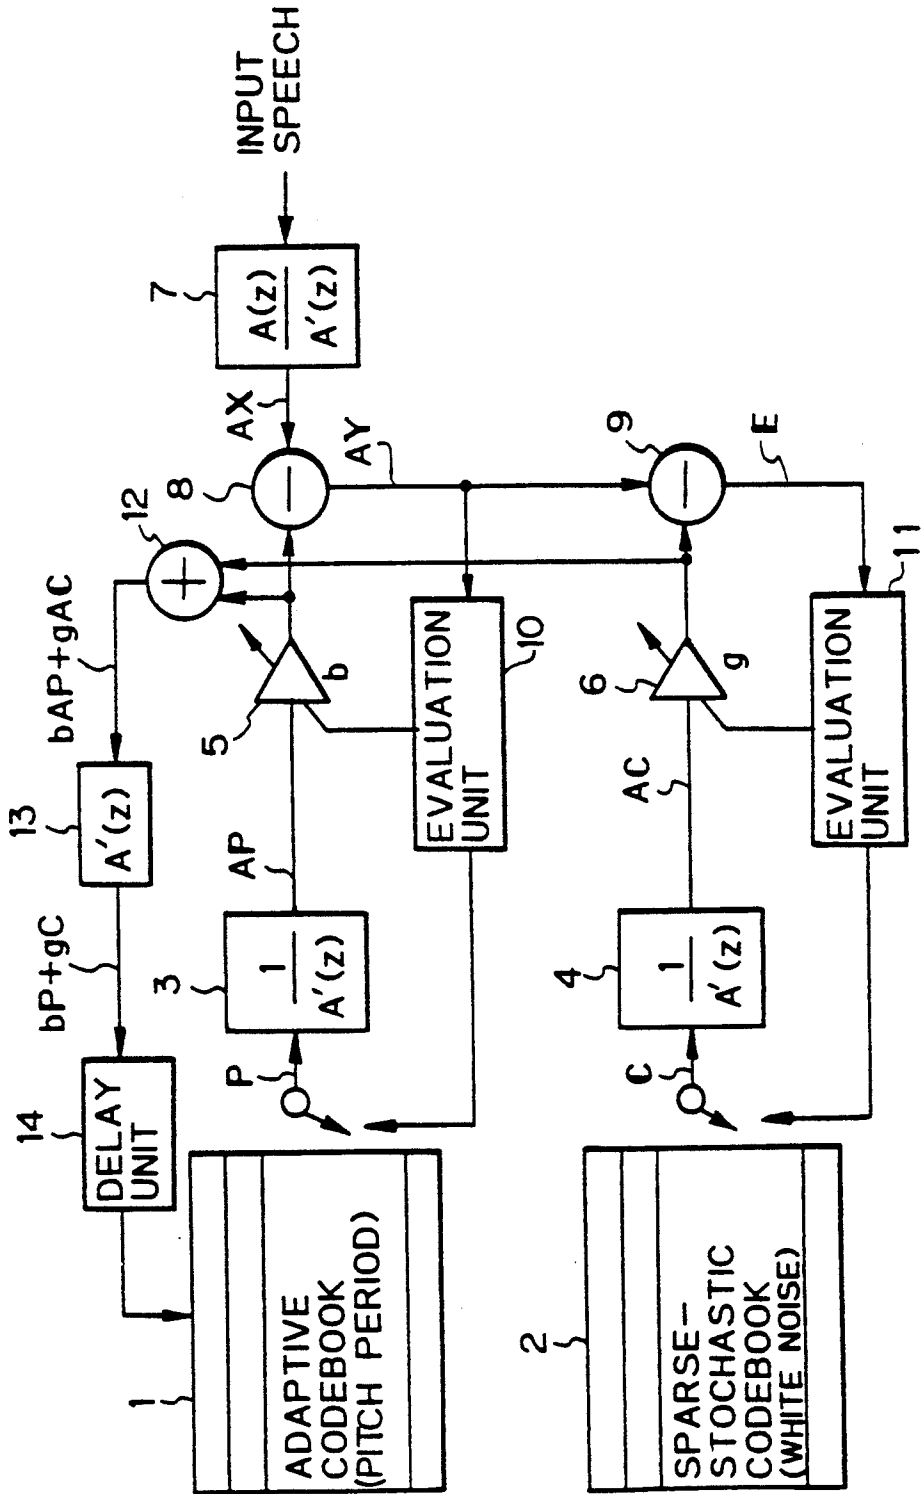 bAP+gAC
12
13
A′(z)
bP+gC
14
DELAY
UNIT
1
ADAPTIVE
CODEBOOK
(PITCH PERIOD)
P
3
1
A′(z)
AP
5
b
8
AX
7
A(z)
A′(z)
INPUT
SPEECH
AY
EVALUATION
UNIT
10
2
SPARSE-
STOCHASTIC
CODEBOOK
(WHITE NOISE)
C
4
1
A′(z)
AC
6
g
9
E
EVALUATION
UNIT
11